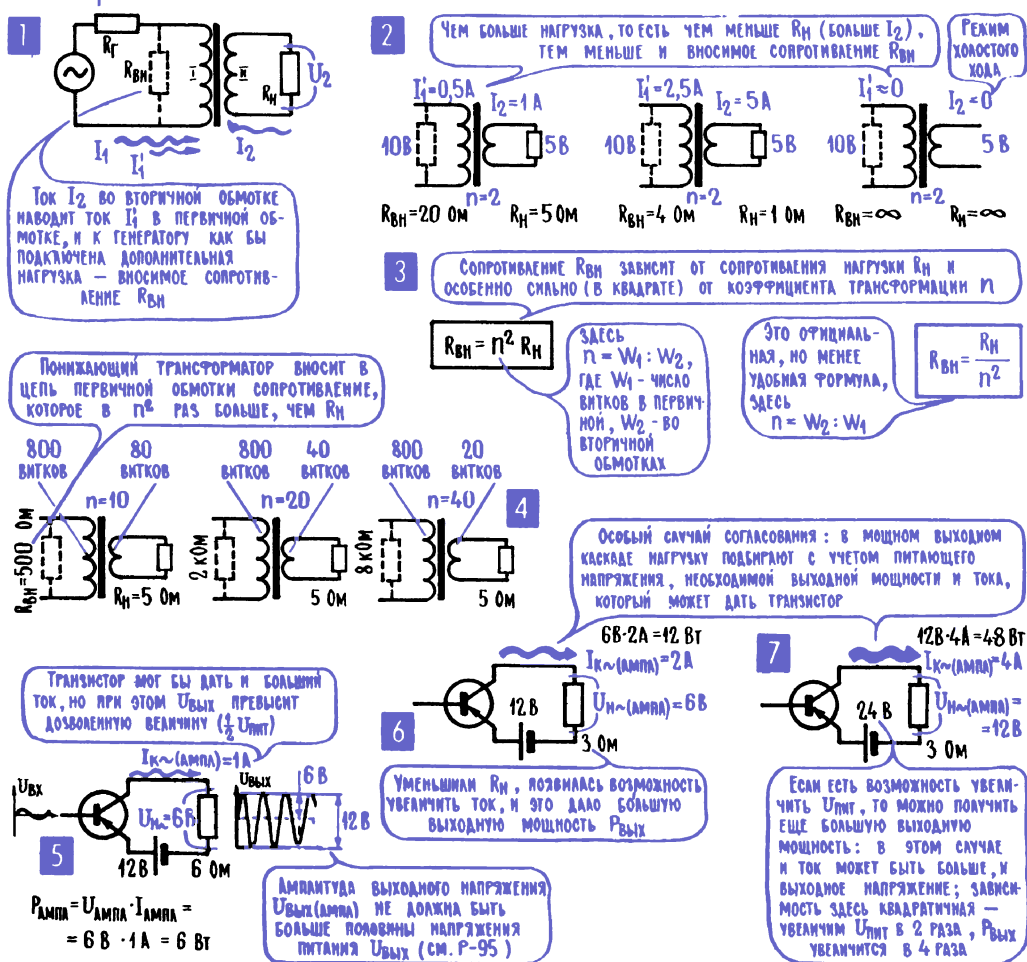 1
Rг
Rвн
I
II
Rн
U2
I1
I1'
I2
Ток I2 во вторичной обмотке
наводит ток I1' в первичной об-
мотке, и к генератору как бы
подключена дополнительная
нагрузка — вносимое сопротив-
ление Rвн
2
Чем больше нагрузка, то есть чем меньше Rн (больше I2),
тем меньше и вносимое сопротивление Rвн
Режим
холостого
хода
I1'=0,5А
I2=1А
10В
5В
n=2
Rвн=20 Ом
Rн=5 Ом
I1'=2,5А
I2=5А
10В
5В
n=2
Rвн=4 Ом
Rн=1 Ом
I1'≈0
I2=0
10В
5В
n=2
Rвн=∞
Rн=∞
3
Сопротивление Rвн зависит от сопротивления нагрузки Rн и
особенно сильно (в квадрате) от коэффициента трансформации n
Rвн = n² Rн
Здесь
n = W1 : W2,
где W1 - число
витков в первич-
ной, W2 - во
вторичной
обмотках
Это официаль-
ная, но менее
удобная формула,
здесь
n = W2 : W1
Rвн = Rн / n²
Понижающий трансформатор вносит в
цепь первичной обмотки сопротивление,
которое в n² раз больше, чем Rн
800
витков
80
витков
n=10
Rвн=500 Ом
Rн=5 Ом
800
витков
40
витков
n=20
2 кОм
5 Ом
800
витков
20
витков
n=40
8 кОм
5 Ом
4
Особый случай согласования: в мощном выходном
каскаде нагрузку подбирают с учетом питающего
напряжения, необходимой выходной мощности и тока,
который может дать транзистор
Транзистор мог бы дать и больший
ток, но при этом Uвых превысит
дозволенную величину (½ Uпит)
Iк~(ампл)=1А
Uвх
Uн~=6В
12В
6 Ом
Uвых
6 В
12В
5
Pампл = Uампл · Iампл =
= 6 В · 1 А = 6 Вт
Амплитуда выходного напряжения
Uвых(ампл) не должна быть
больше половины напряжения
питания Uвых (см. Р-95)
6В·2А=12 Вт
Iк~(ампл)=2А
12В
Uн~(ампл)=6В
3 Ом
6
Уменьшили Rн, появилась возможность
увеличить ток, и это дало большую
выходную мощность Pвых
7
12В·4А=48 Вт
Iк~(ампл)=4А
24В
Uн~(ампл)=
=12В
3 Ом
Если есть возможность увели-
чить Uпит, то можно получить
еще большую выходную
мощность: в этом случае
и ток может быть больше, и
выходное напряжение; зависи-
мость здесь квадратичная —
увеличим Uпит в 2 раза, Pвых
увеличится в 4 раза